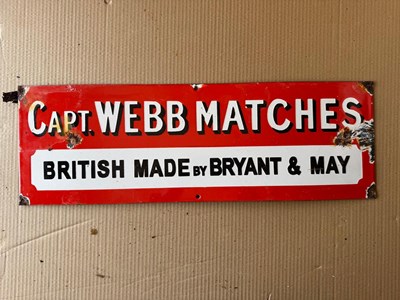 CAPT. WEBB MATCHES
BRITISH MADE BY BRYANT & MAY